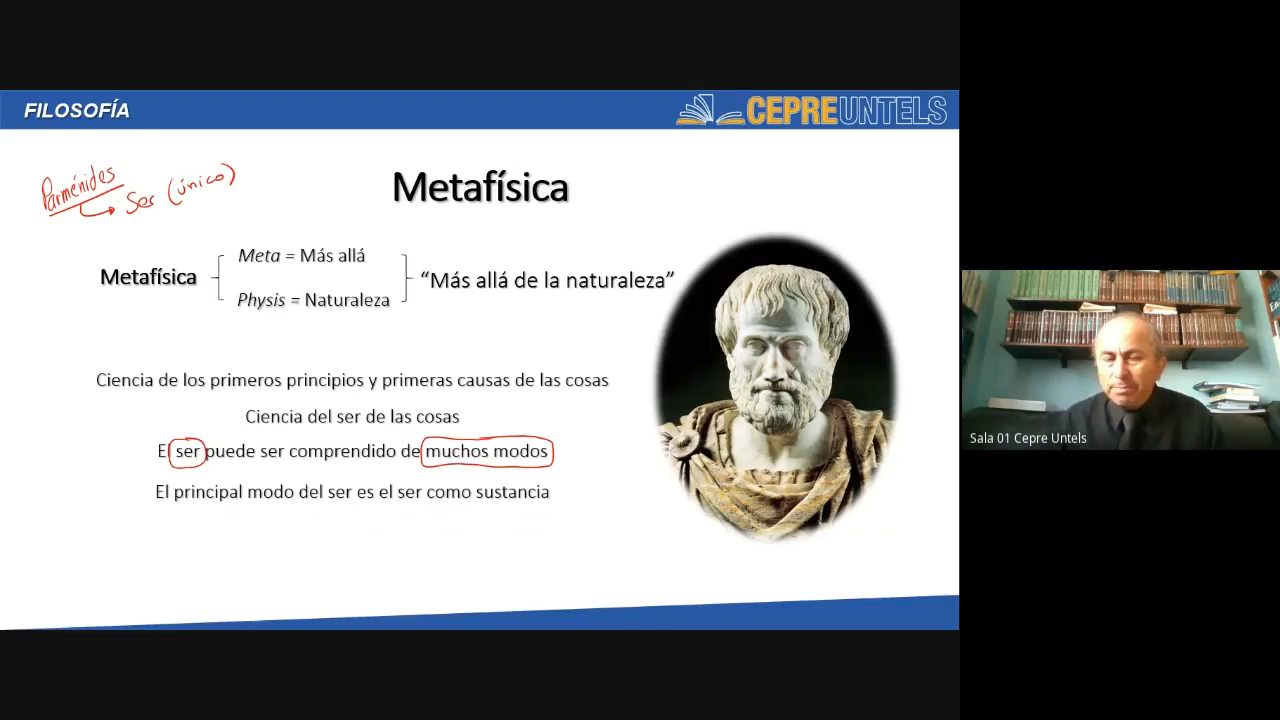 FILOSOFÍA
CEPREUNTELS
Parménides
Ser (único)
Metafísica
Meta = Más allá
Metafísica
"Más allá de la naturaleza"
Physis = Naturaleza
Ciencia de los primeros principios y primeras causas de las cosas
Ciencia del ser de las cosas
El ser puede ser comprendido de muchos modos
El principal modo del ser es el ser como sustancia
Sala 01 Cepre Untels